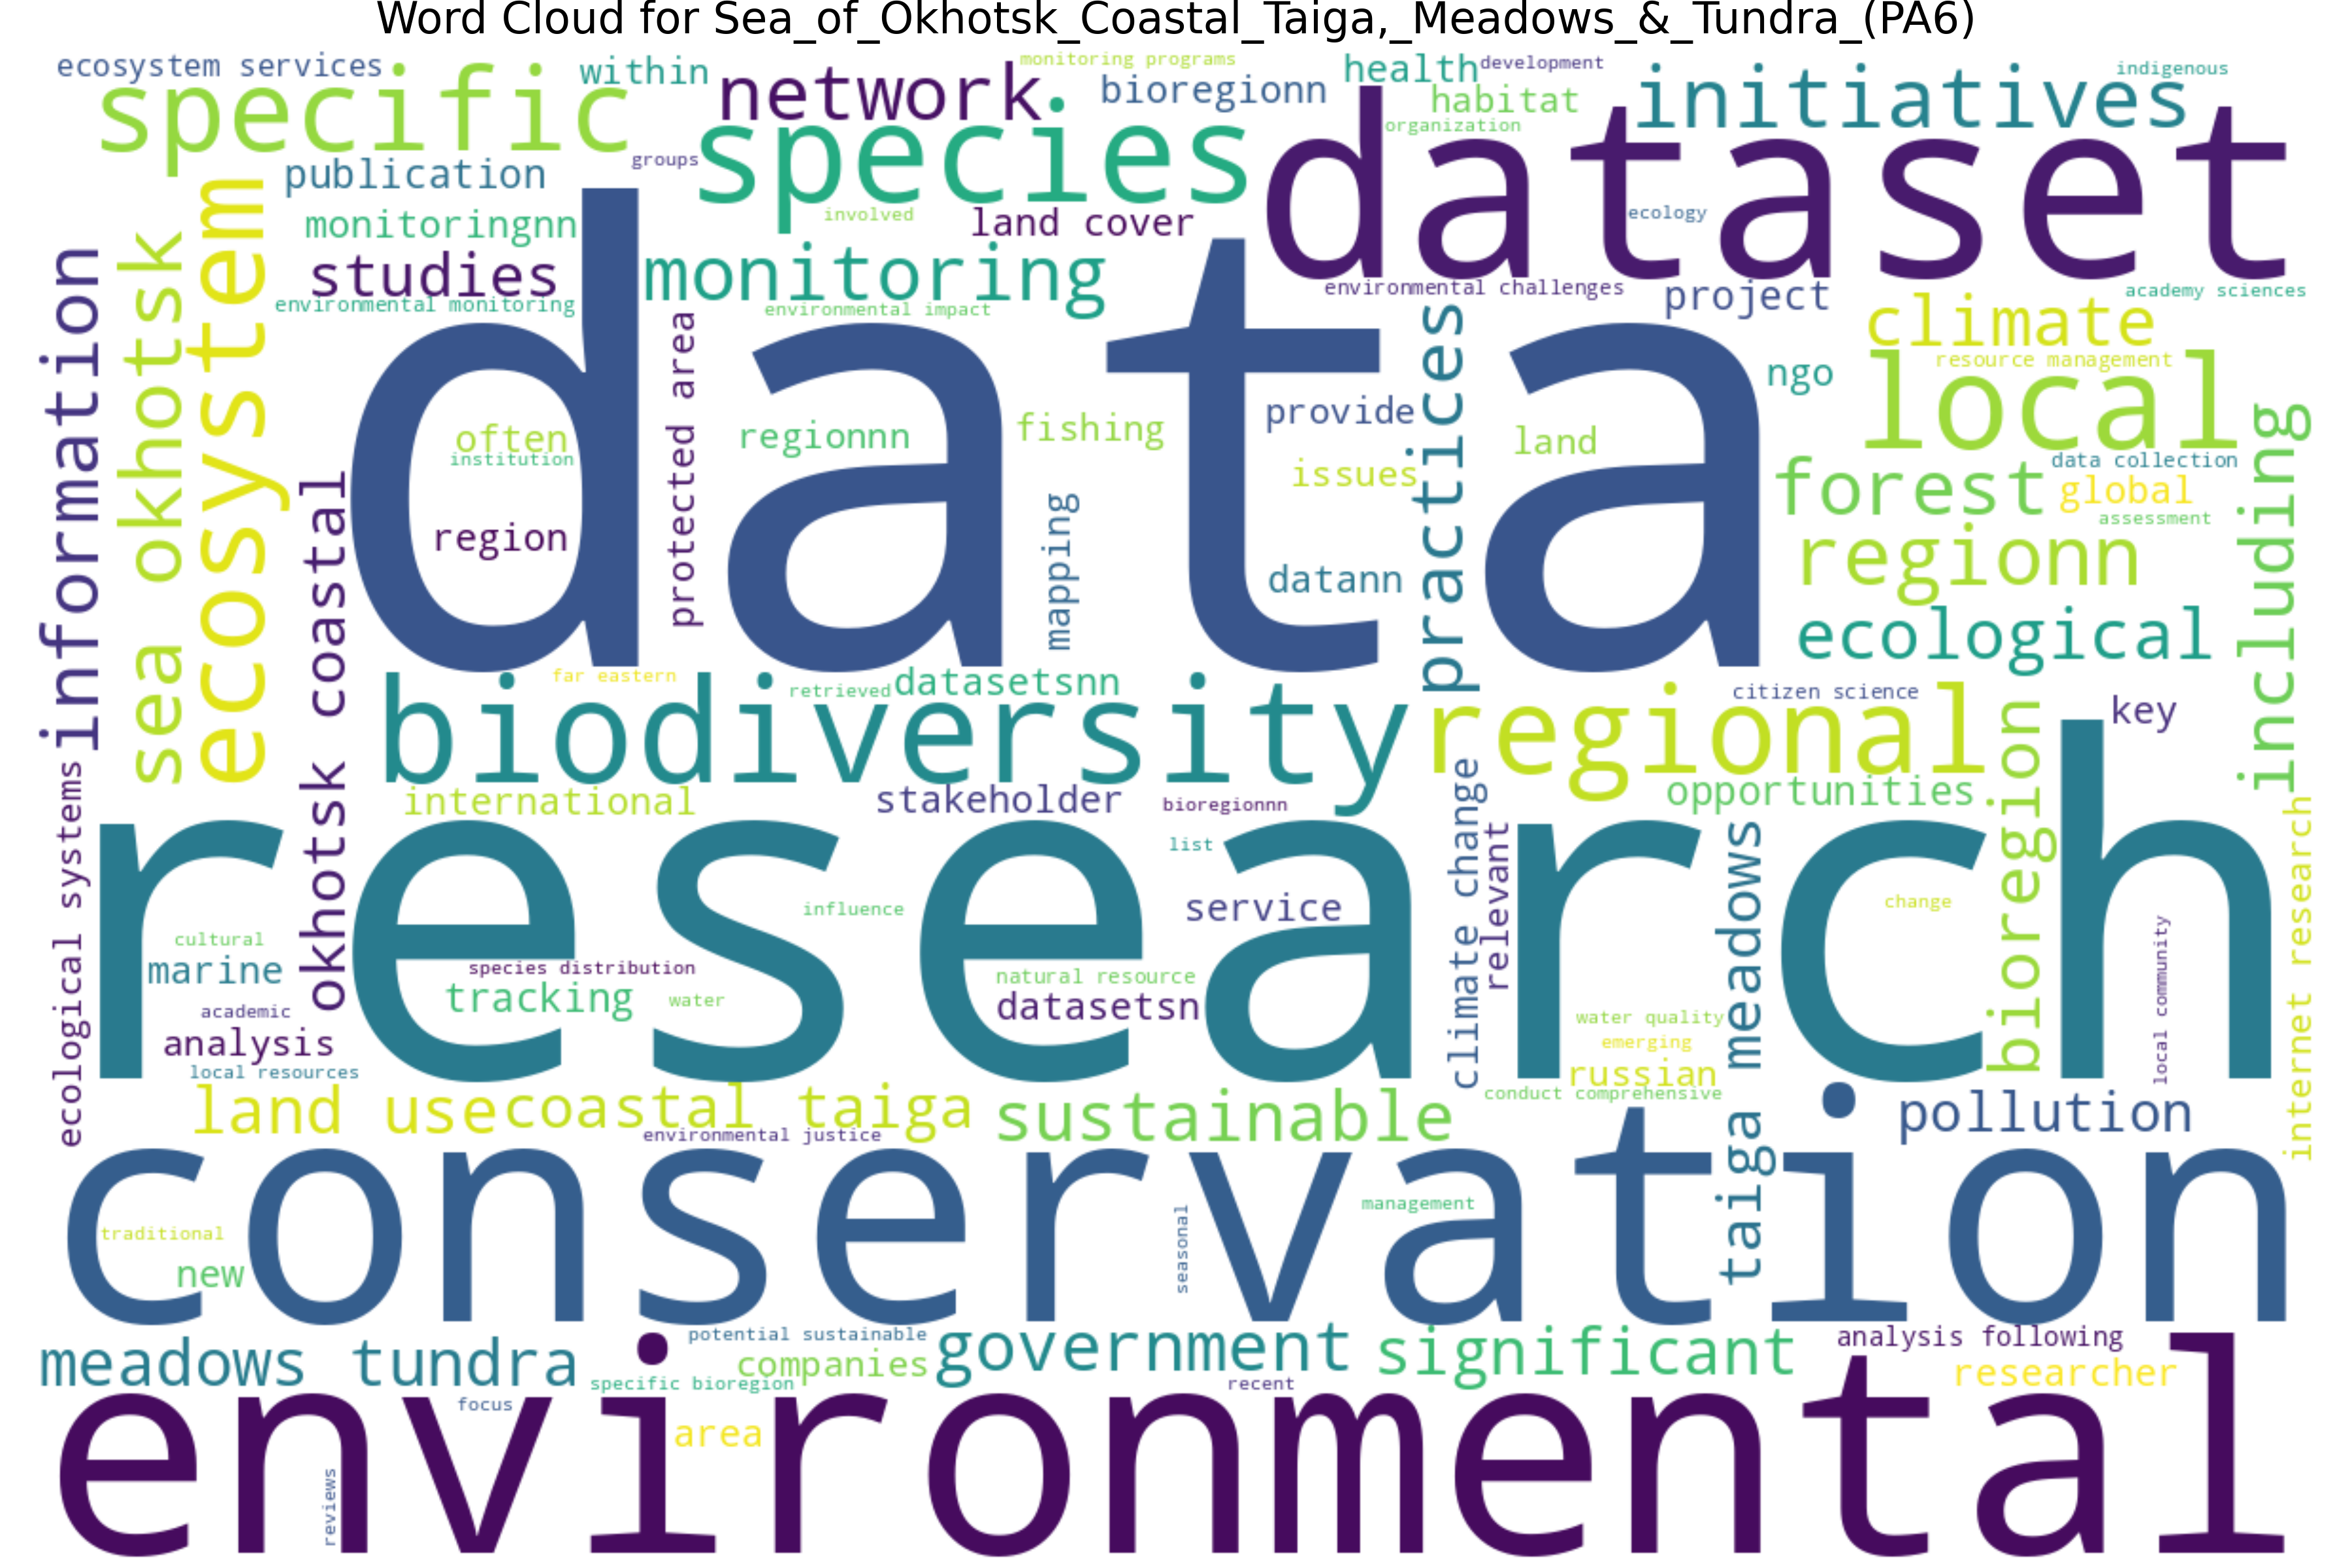 Word Cloud for Sea_of_Okhotsk_Coastal_Taiga,_Meadows_&_Tundra_(PA6)
ecosystem services
specific
within
network
monitoring programs
bioregionn
health
development
habitat
organization
initiatives
indigenous
publication
groups
species
dataset
monitoringnn
involved
land cover
ecology
studies
monitoring
environmental monitoring
environmental impact
environmental challenges
project
academy sciences
climate
resource management
information
sea okhotsk
ecosystem
okhotsk coastal
data
often
institution
region
protected area
regionnn
fishing
mapping
provide
issues
datann
practices
land
ngo
local
data collection
forest
global
assessment
regionn
including
ecological
far eastern
retrieved
datasetsnn
biodiversity
regional
citizen science
key
international
stakeholder
bioregionnn
opportunities
bioregion
ecological systems
research
list
climate change
relevant
taiga meadows
internet research
influence
service
change
cultural
marine
species distribution
natural resource
tracking
water
datasetsn
academic
analysis
local resources
water quality
emerging
russian
conduct comprehensive
local community
land use
coastal taiga
sustainable
pollution
environmental justice
conservation
traditional
new
seasonal
management
meadows tundra
potential sustainable
companies
government
significant
analysis following
researcher
specific bioregion
recent
environmental
focus
area
reviews